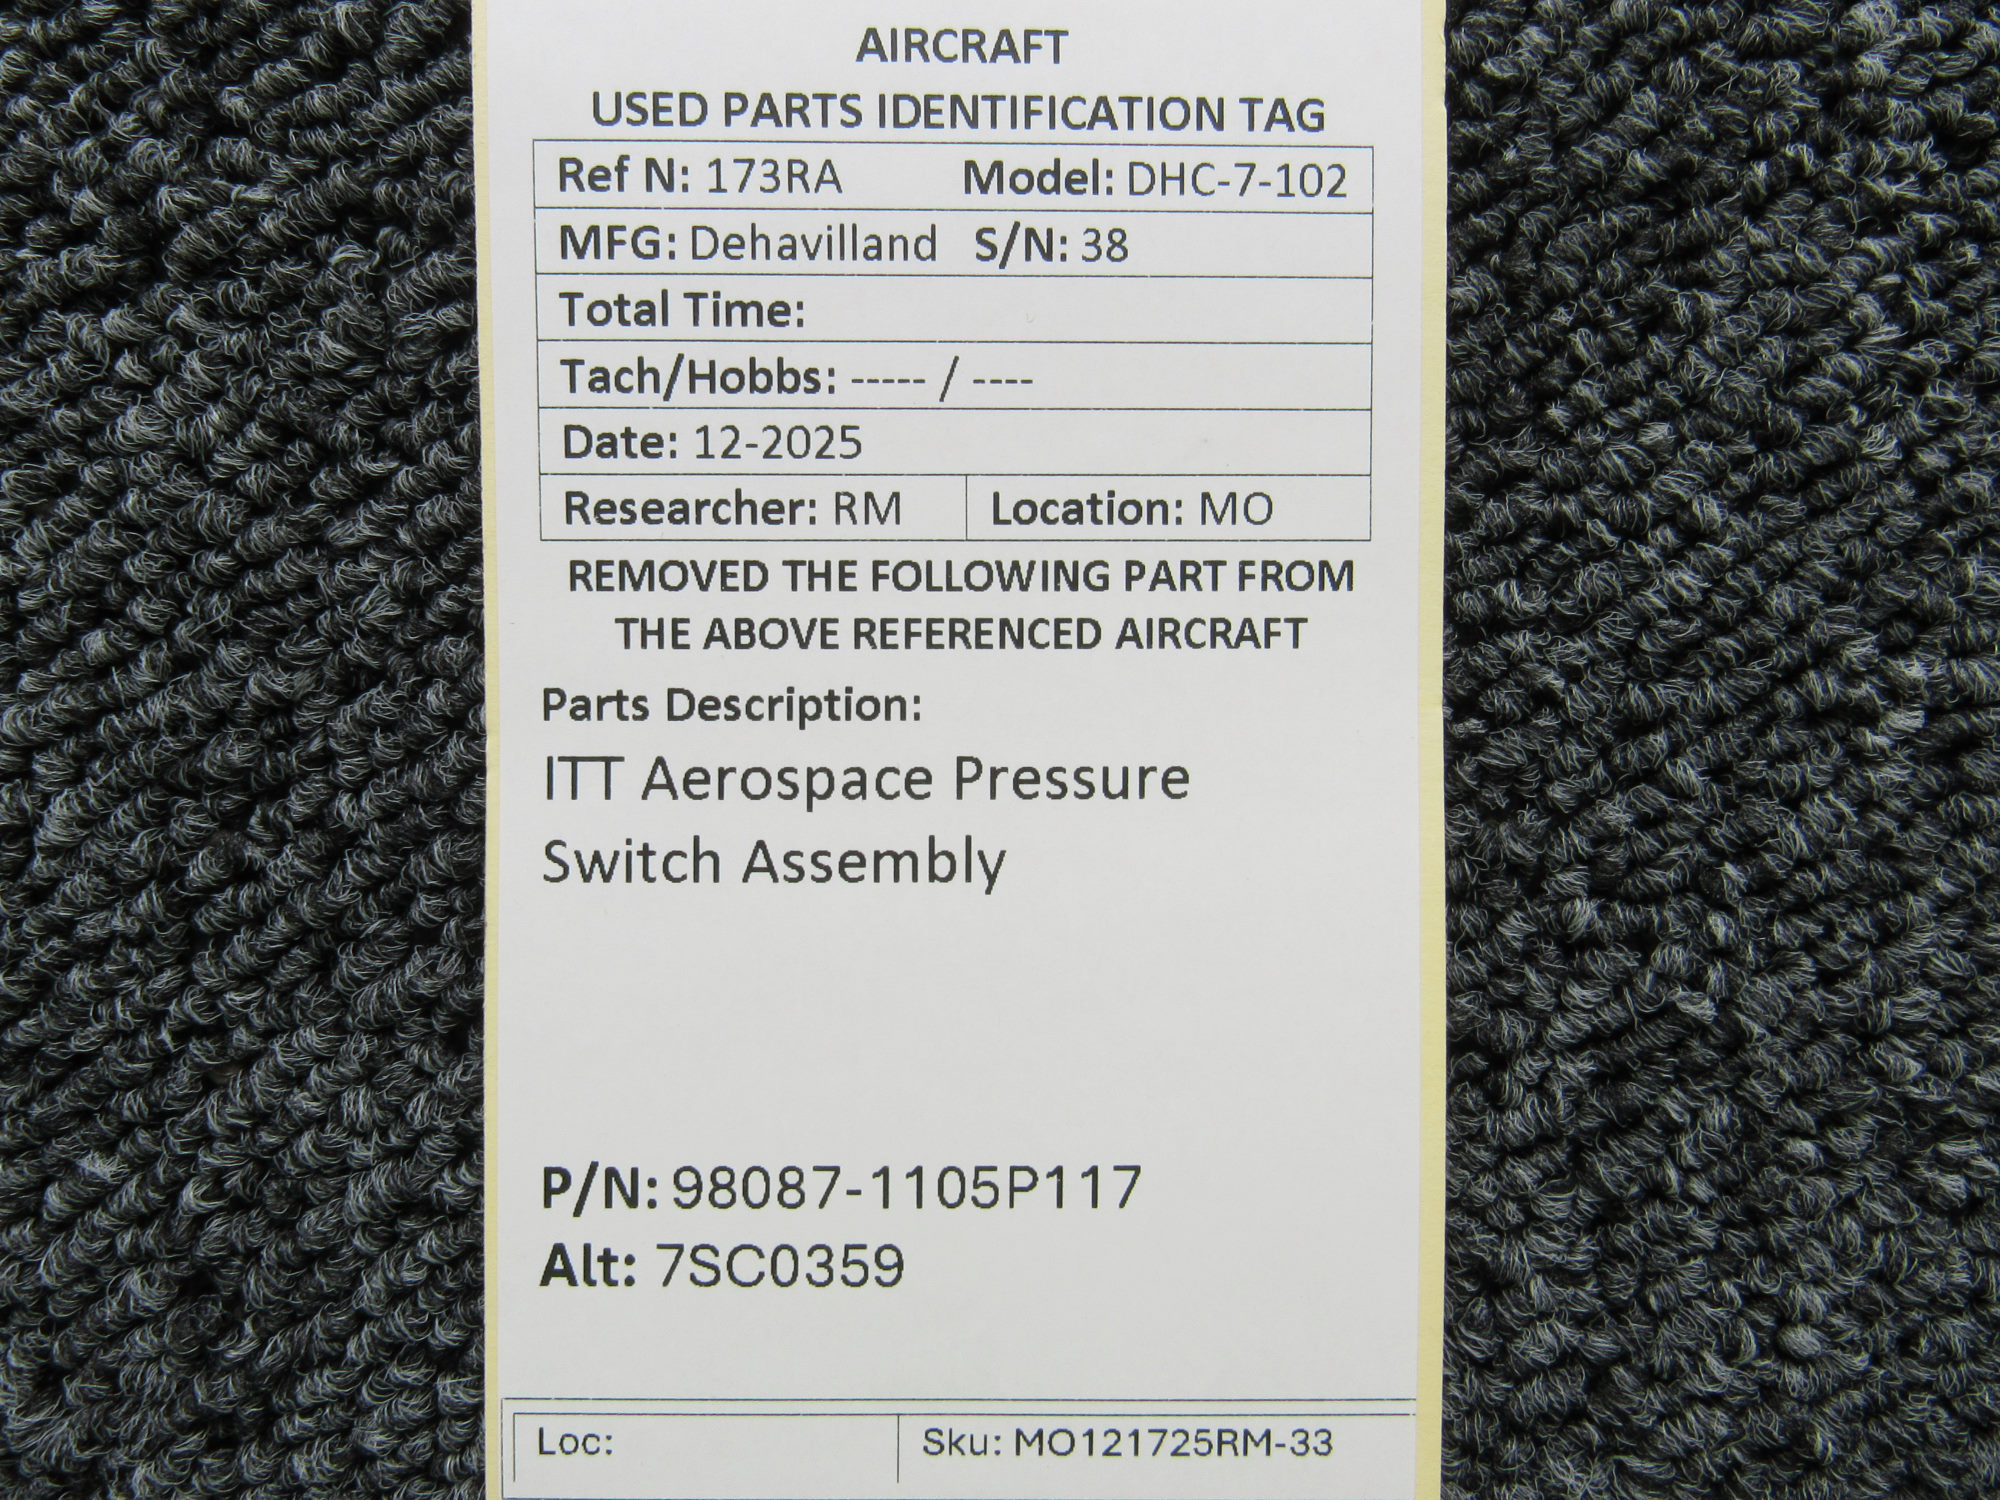 AIRCRAFT
USED PARTS IDENTIFICATION TAG
Ref N: 173RA Model: DHC-7-102
MFG: Dehavilland S/N: 38
Total Time:
Tach/Hobbs: ----- / ----
Date: 12-2025
Researcher: RM Location: MO
REMOVED THE FOLLOWING PART FROM
THE ABOVE REFERENCED AIRCRAFT
Parts Description:
ITT Aerospace Pressure
Switch Assembly
P/N: 98087-1105P117
Alt: 7SC0359
Loc: Sku: MO121725RM-33